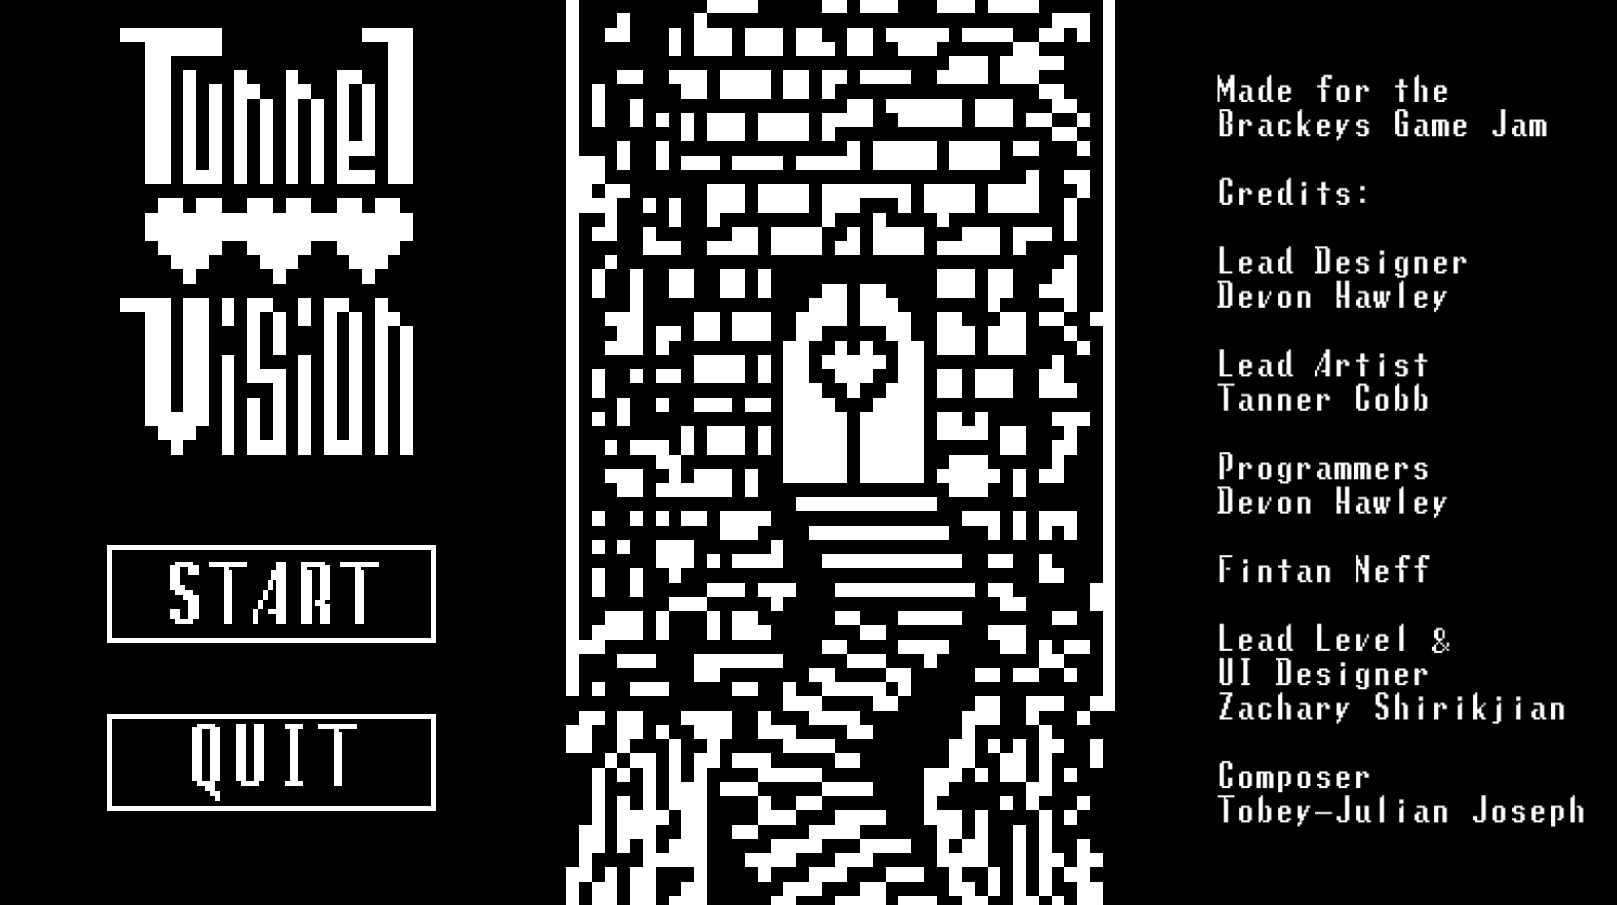 Tunnel
Vision
START
QUIT
Made for the
Brackeys Game Jam
Credits:
Lead Designer
Devon Hawley
Lead Artist
Tanner Cobb
Programmers
Devon Hawley
Fintan Neff
Lead Level &
UI Designer
Zachary Shirikjian
Composer
Tobey-Julian Joseph